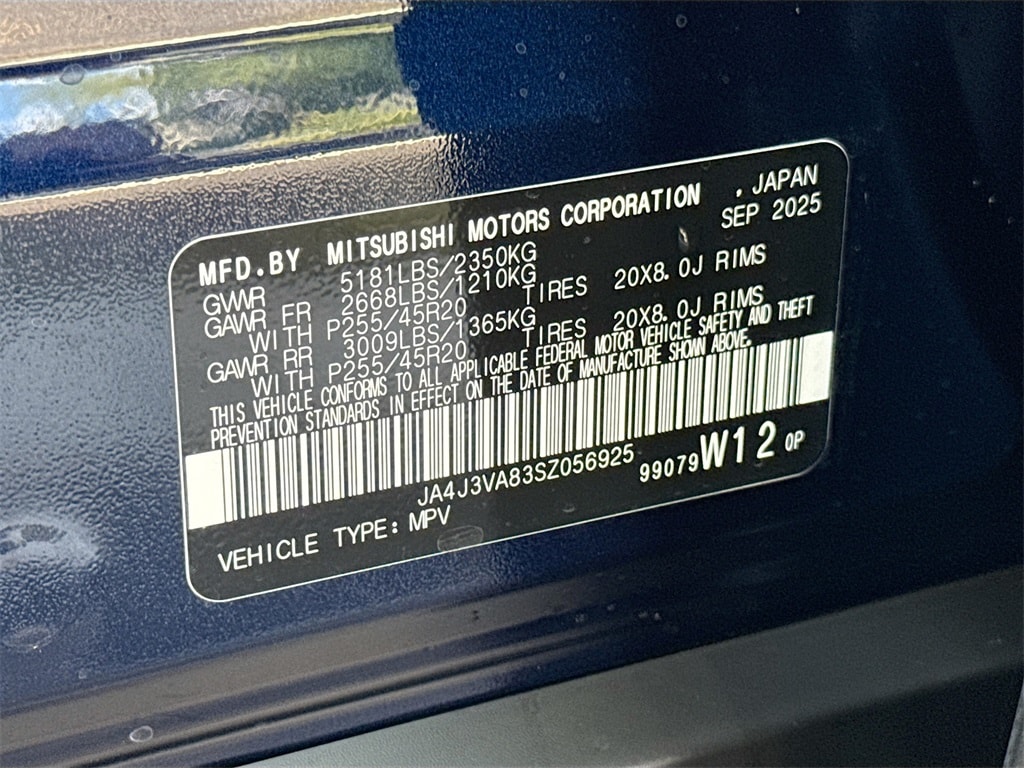 MFD.BY MITSUBISHI MOTORS CORPORATION . JAPAN
SEP 2025
GVWR 5181LBS/2350KG
GAWR FR 2668LBS/1210KG
WITH P255/45R20 TIRES 20X8.0J RIMS
GAWR RR 3009LBS/1365KG
WITH P255/45R20 TIRES 20X8.0J RIMS
THIS VEHICLE CONFORMS TO ALL APPLICABLE FEDERAL MOTOR VEHICLE SAFETY AND THEFT
PREVENTION STANDARDS IN EFFECT ON THE DATE OF MANUFACTURE SHOWN ABOVE.
JA4J3VA83SZ056925 99079W12 0P
VEHICLE TYPE: MPV